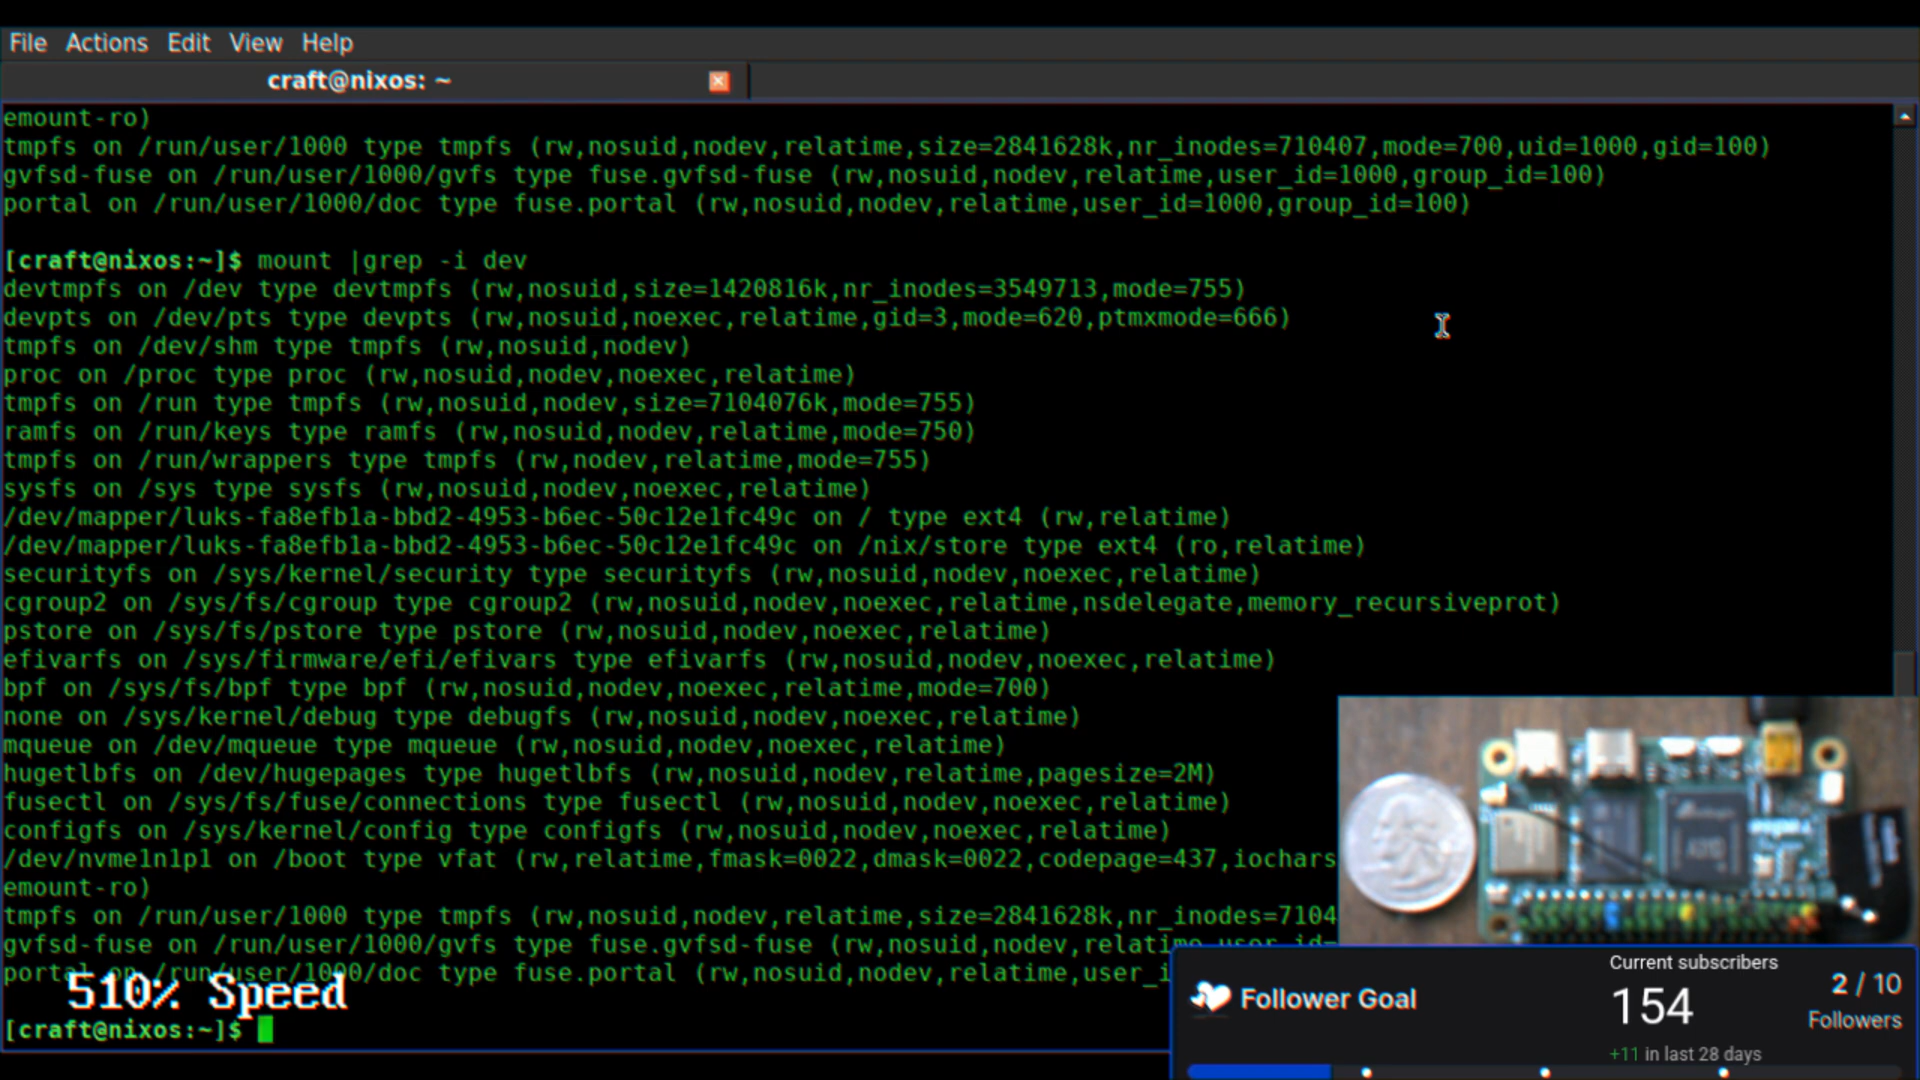 File Actions Edit View Help
craft@nixos: ~
emount-ro)
tmpfs on /run/user/1000 type tmpfs (rw,nosuid,nodev,relatime,size=2841628k,nr_inodes=710407,mode=700,uid=1000,gid=100)
gvfsd-fuse on /run/user/1000/gvfs type fuse.gvfsd-fuse (rw,nosuid,nodev,relatime,user_id=1000,group_id=100)
portal on /run/user/1000/doc type fuse.portal (rw,nosuid,nodev,relatime,user_id=1000,group_id=100)
[craft@nixos:~]$ mount |grep -i dev
devtmpfs on /dev type devtmpfs (rw,nosuid,size=1420816k,nr_inodes=3549713,mode=755)
devpts on /dev/pts type devpts (rw,nosuid,noexec,relatime,gid=3,mode=620,ptmxmode=666)
tmpfs on /dev/shm type tmpfs (rw,nosuid,nodev)
proc on /proc type proc (rw,nosuid,nodev,noexec,relatime)
tmpfs on /run type tmpfs (rw,nosuid,nodev,size=7104076k,mode=755)
ramfs on /run/keys type ramfs (rw,nosuid,nodev,relatime,mode=750)
tmpfs on /run/wrappers type tmpfs (rw,nodev,relatime,mode=755)
sysfs on /sys type sysfs (rw,nosuid,nodev,noexec,relatime)
/dev/mapper/luks-fa8efb1a-bbd2-4953-b6ec-50c12e1fc49c on / type ext4 (rw,relatime)
/dev/mapper/luks-fa8efb1a-bbd2-4953-b6ec-50c12e1fc49c on /nix/store type ext4 (ro,relatime)
securityfs on /sys/kernel/security type securityfs (rw,nosuid,nodev,noexec,relatime)
cgroup2 on /sys/fs/cgroup type cgroup2 (rw,nosuid,nodev,noexec,relatime,nsdelegate,memory_recursiveprot)
pstore on /sys/fs/pstore type pstore (rw,nosuid,nodev,noexec,relatime)
efivarfs on /sys/firmware/efi/efivars type efivarfs (rw,nosuid,nodev,noexec,relatime)
bpf on /sys/fs/bpf type bpf (rw,nosuid,nodev,noexec,relatime,mode=700)
none on /sys/kernel/debug type debugfs (rw,nosuid,nodev,noexec,relatime)
mqueue on /dev/mqueue type mqueue (rw,nosuid,nodev,noexec,relatime)
hugetlbfs on /dev/hugepages type hugetlbfs (rw,nosuid,nodev,relatime,pagesize=2M)
fusectl on /sys/fs/fuse/connections type fusectl (rw,nosuid,nodev,noexec,relatime)
configfs on /sys/kernel/config type configfs (rw,nosuid,nodev,noexec,relatime)
/dev/nvme1n1p1 on /boot type vfat (rw,relatime,fmask=0022,dmask=0022,codepage=437,iochars
emount-ro)
tmpfs on /run/user/1000 type tmpfs (rw,nosuid,nodev,relatime,size=2841628k,nr_inodes=7104
gvfsd-fuse on /run/user/1000/gvfs type fuse.gvfsd-fuse (rw,nosuid,nodev,relatime,user_id=
portal on /run/user/1000/doc type fuse.portal (rw,nosuid,nodev,relatime,user_i
510% Speed
[craft@nixos:~]$
Follower Goal
Current subscribers
154
+11 in last 28 days
2 / 10
Followers